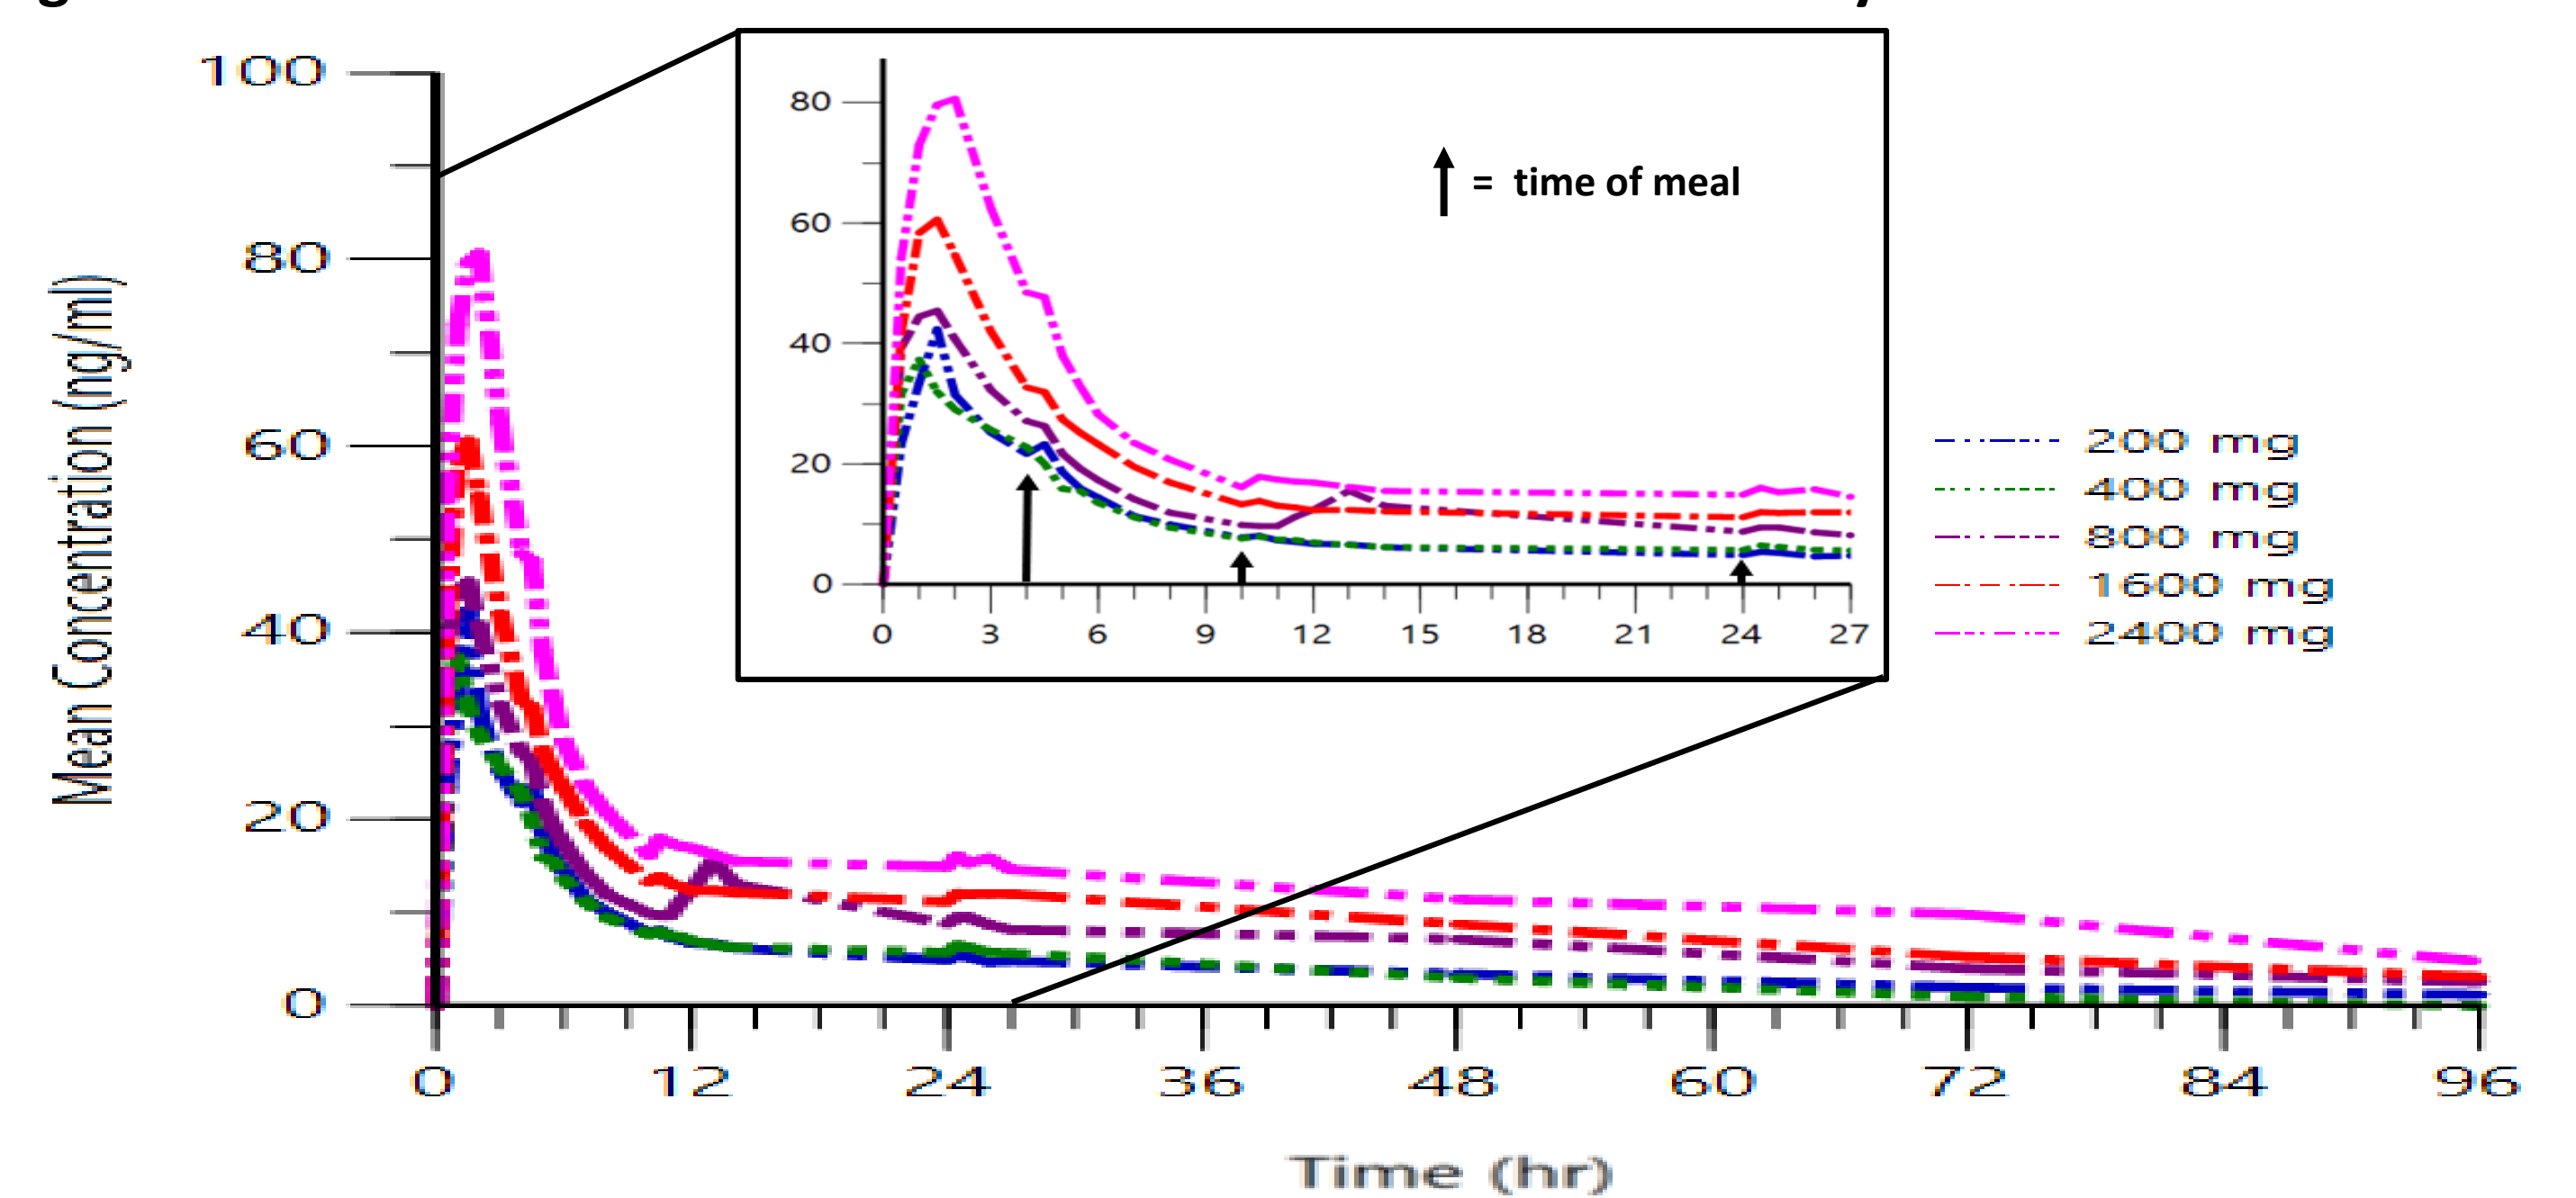 100
80
60
40
20
0
Mean Concentration (ng/ml)
80
60
40
20
0
= time of meal
0 3 6 9 12 15 18 21 24 27
200 mg
400 mg
800 mg
1600 mg
2400 mg
0 12 24 36 48 60 72 84 96
Time (hr)